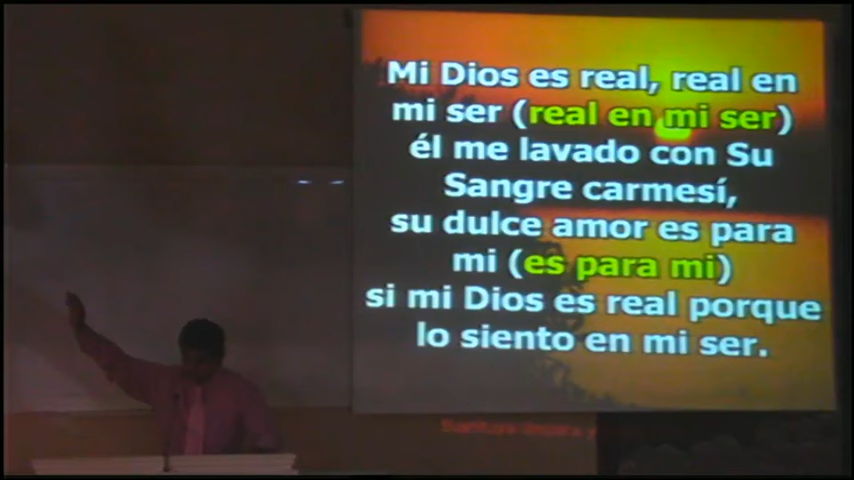 Mi Dios es real, real en
mi ser (real en mi ser)
él me lavado con Su
Sangre carmesí,
su dulce amor es para
mi (es para mi)
si mi Dios es real porque
lo siento en mi ser.